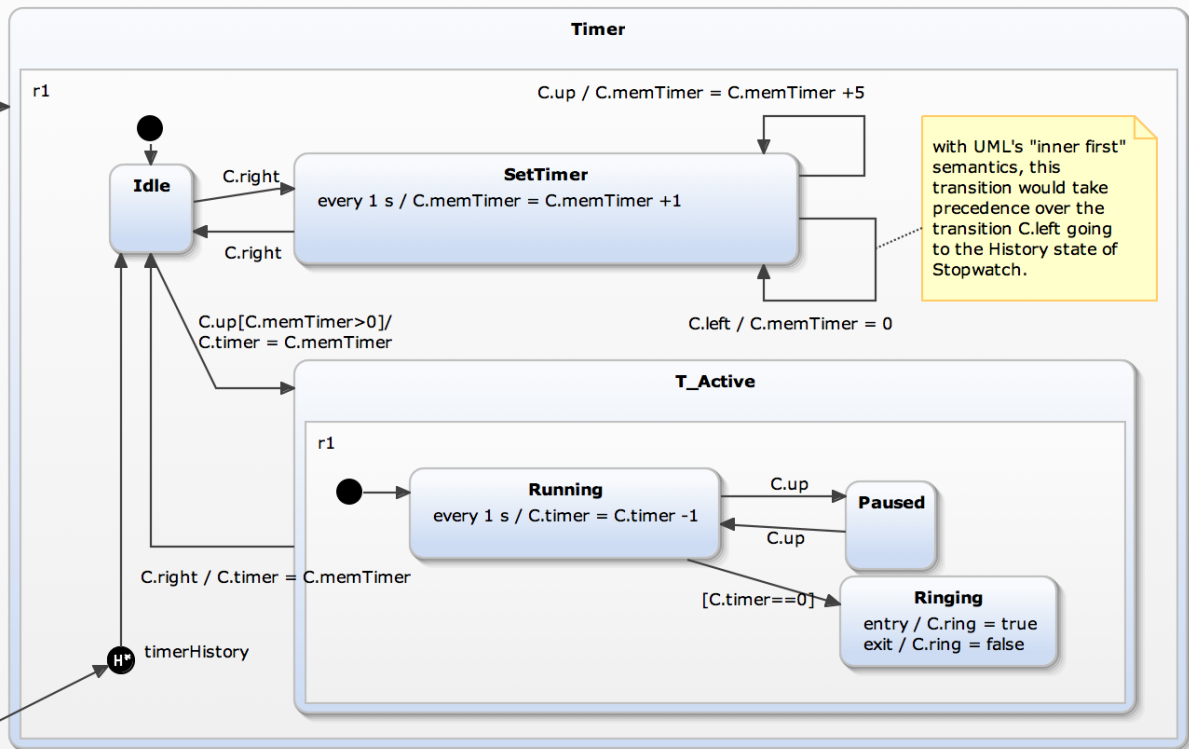 Timer
r1
C.up / C.memTimer = C.memTimer +5
Idle
C.right
SetTimer
every 1 s / C.memTimer = C.memTimer +1
C.right
with UML's "inner first"
semantics, this
transition would take
precedence over the
transition C.left going
to the History state of
Stopwatch.
C.left / C.memTimer = 0
C.up[C.memTimer>0]/
C.timer = C.memTimer
T_Active
r1
Running
every 1 s / C.timer = C.timer -1
C.up
Paused
C.up
C.right / C.timer = C.memTimer
[C.timer==0]
Ringing
entry / C.ring = true
exit / C.ring = false
H*
timerHistory